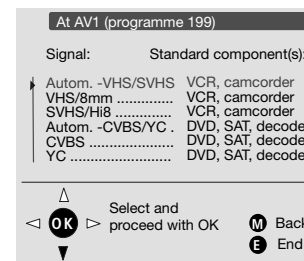 At AV1 (programme 199)
Signal: Standard component(s):
Autom. -VHS/SVHS VCR, camcorder
VHS/8mm .............. VCR, camcorder
SVHS/Hi8 .............. VCR, camcorder
Autom. -CVBS/YC . DVD, SAT, decode
CVBS .................... DVD, SAT, decode
YC ........................ DVD, SAT, decode
Select and
OK proceed with OK M Back
E End